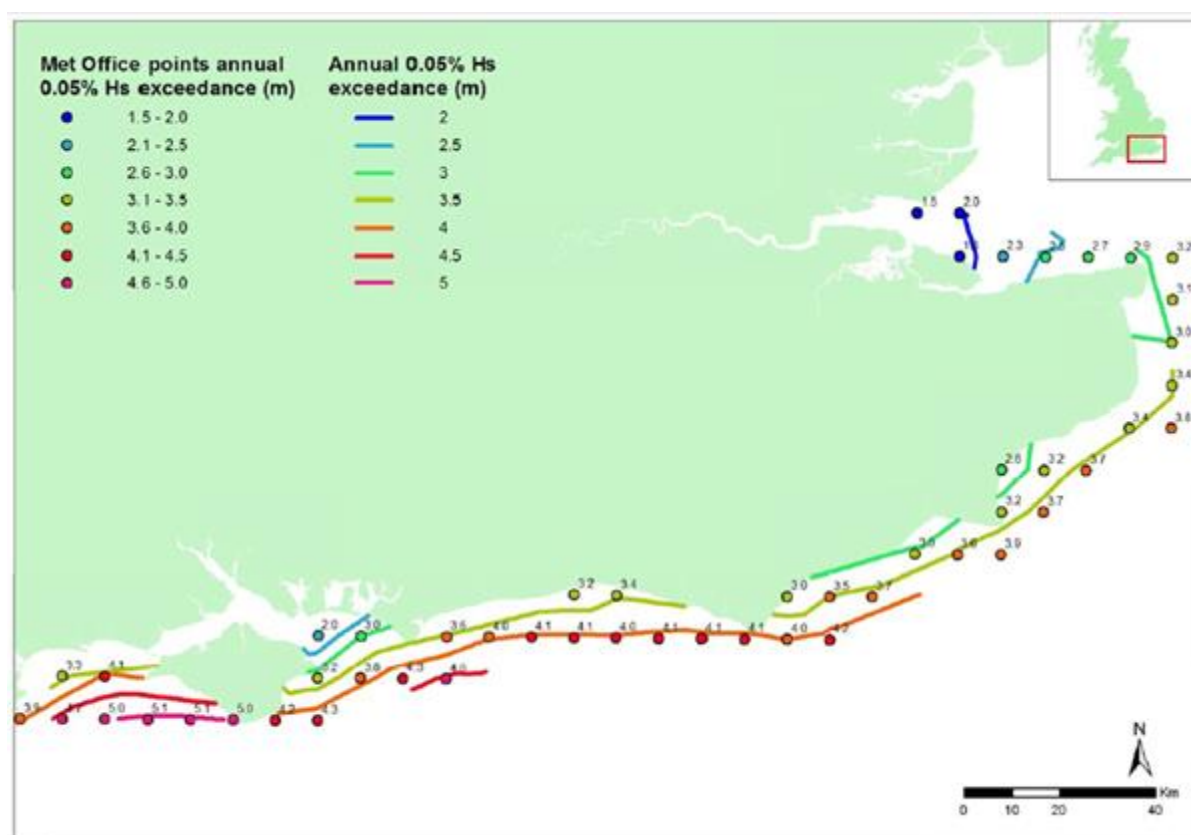 Met Office points annual
0.05% Hs exceedance (m)
1.5 - 2.0
2.1 - 2.5
2.6 - 3.0
3.1 - 3.5
3.6 - 4.0
4.1 - 4.5
4.6 - 5.0
Annual 0.05% Hs
exceedance (m)
2
2.5
3
3.5
4
4.5
5
1.5 2.0
2.3 2.7 2.9 3.2
3.1
3.0
3.4
3.4 3.8
2.8 3.2 3.7
3.2 3.7
3.6 3.9
3.2 3.4 3.0 3.5 3.7
2.0 3.0 3.6 4.0 4.1 4.1 4.0 4.1 4.1 4.1 4.0 4.2
4.1 3.2 3.8 4.3
3.9 4.7 5.0 5.1 5.1 5.0 4.2 4.3
N
Km
0 10 20 40